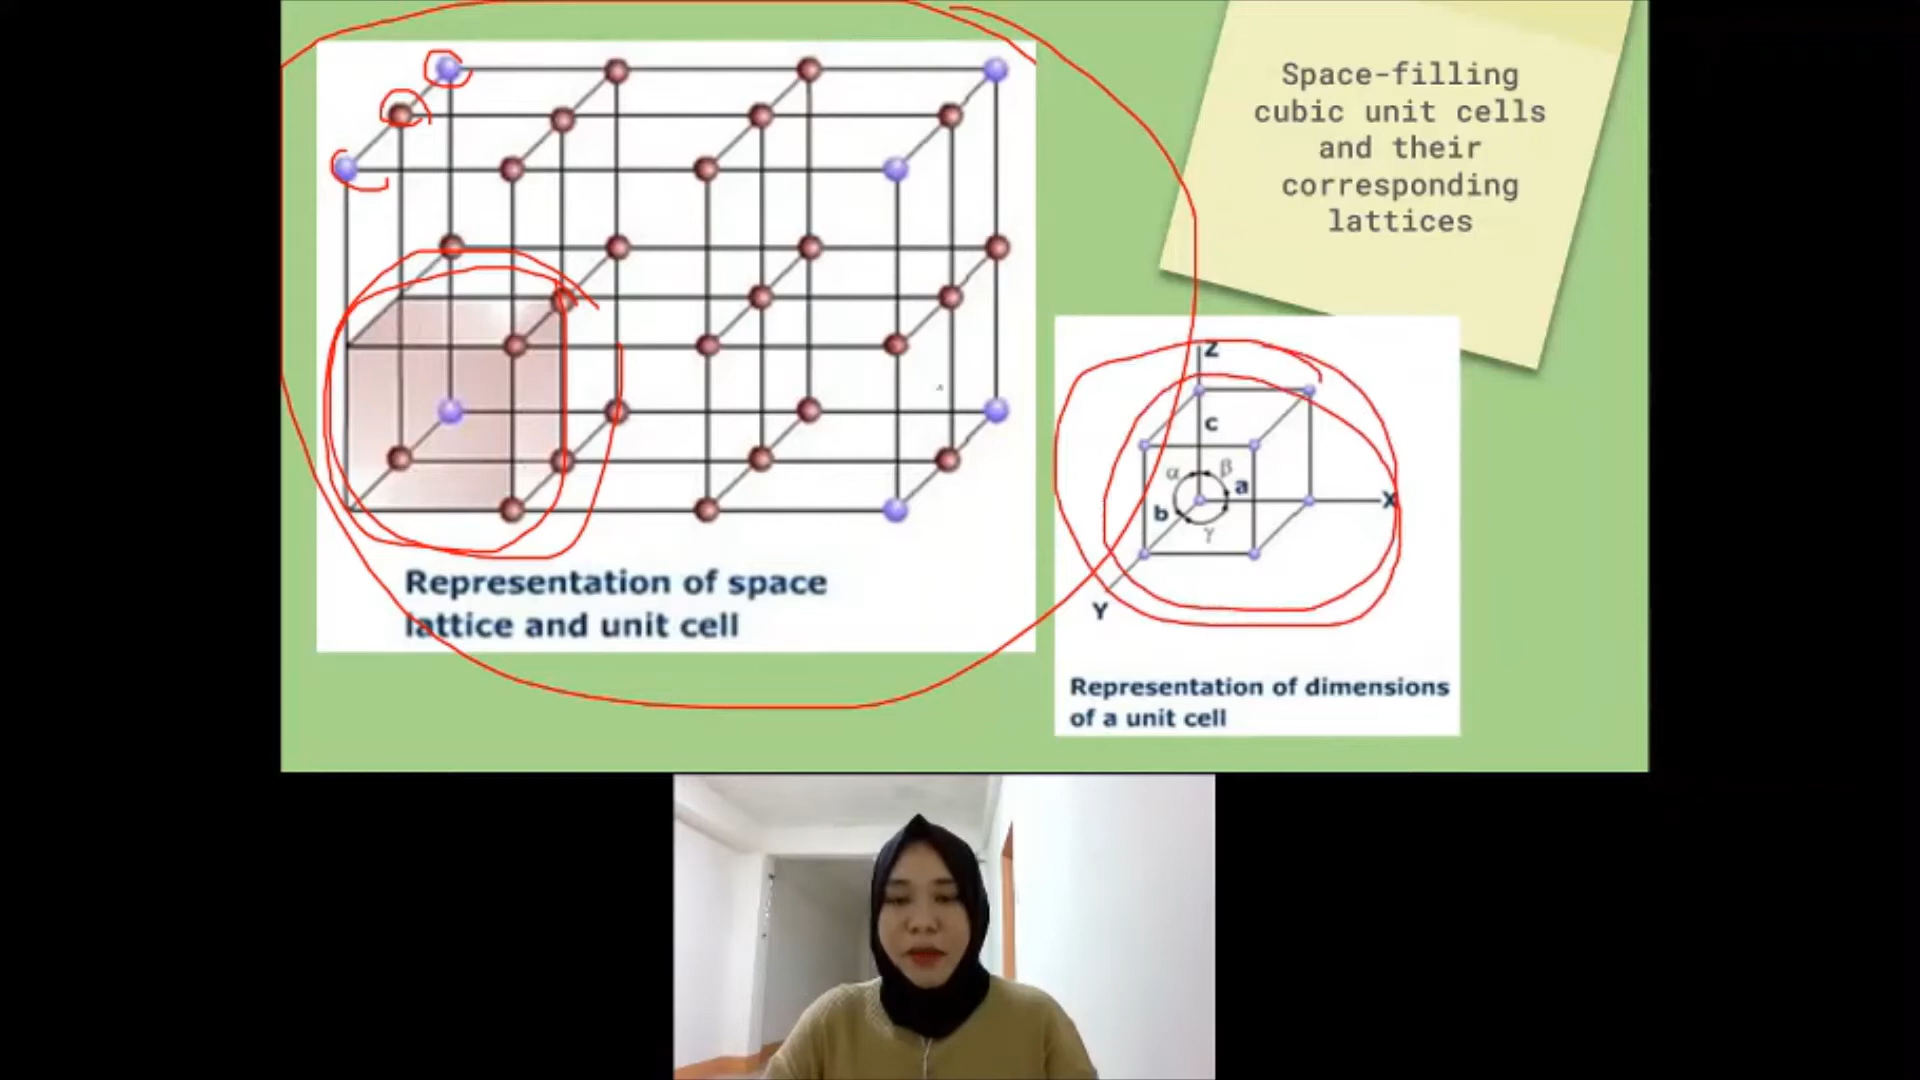 Space-filling
cubic unit cells
and their
corresponding
lattices
Representation of space
lattice and unit cell
Z
c
α
β
a
X
b
γ
Y
Representation of dimensions
of a unit cell